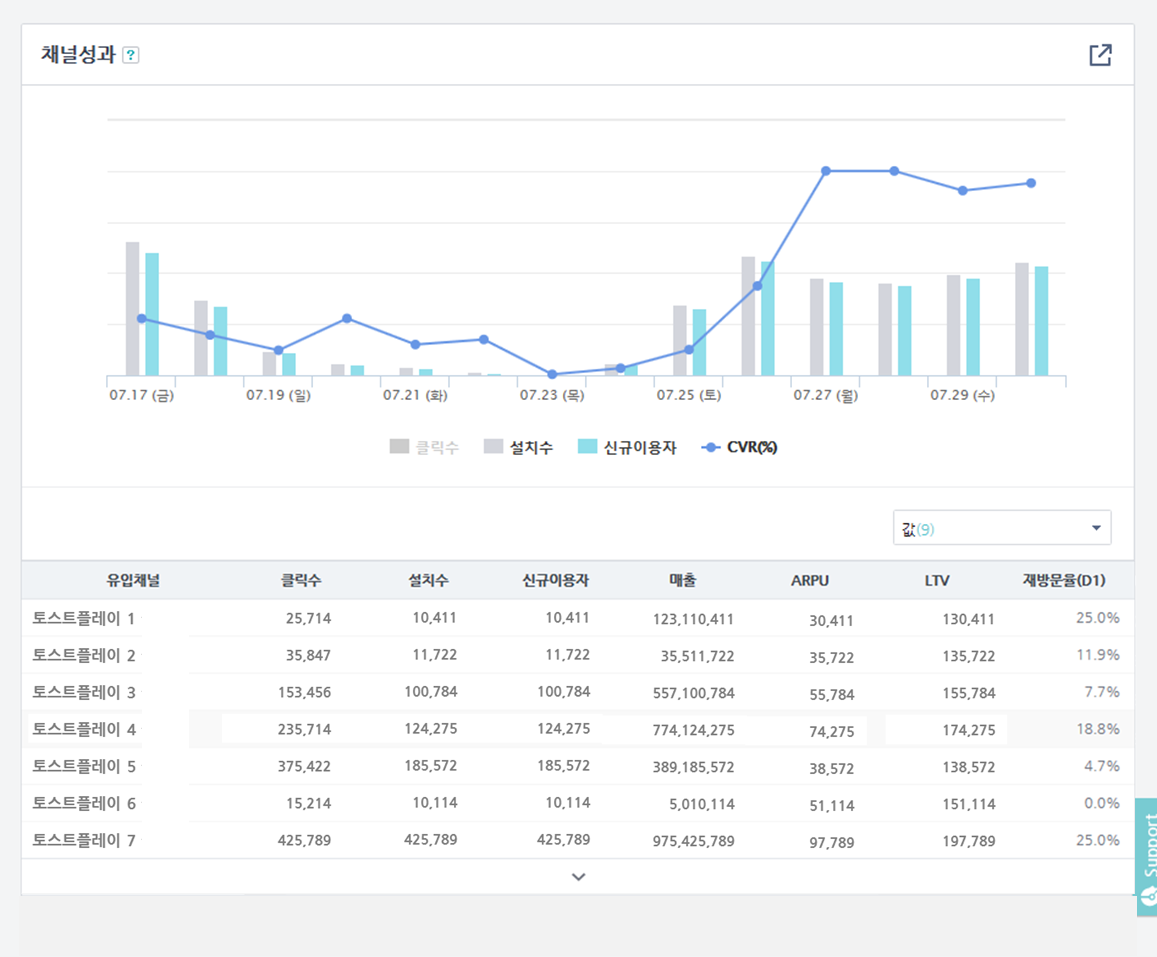 채널성과 ?
07.17 (금) 07.19 (일) 07.21 (화) 07.23 (목) 07.25 (토) 07.27 (월) 07.29 (수)
클릭수 설치수 신규이용자 CVR(%)
값(9)
유입채널 클릭수 설치수 신규이용자 매출 ARPU LTV 재방문율(D1)
토스트플레이 1 25,714 10,411 10,411 123,110,411 30,411 130,411 25.0%
토스트플레이 2 35,847 11,722 11,722 35,511,722 35,722 135,722 11.9%
토스트플레이 3 153,456 100,784 100,784 557,100,784 55,784 155,784 7.7%
토스트플레이 4 235,714 124,275 124,275 774,124,275 74,275 174,275 18.8%
토스트플레이 5 375,422 185,572 185,572 389,185,572 38,572 138,572 4.7%
토스트플레이 6 15,214 10,114 10,114 5,010,114 51,114 151,114 0.0%
토스트플레이 7 425,789 425,789 425,789 975,425,789 97,789 197,789 25.0%
Support